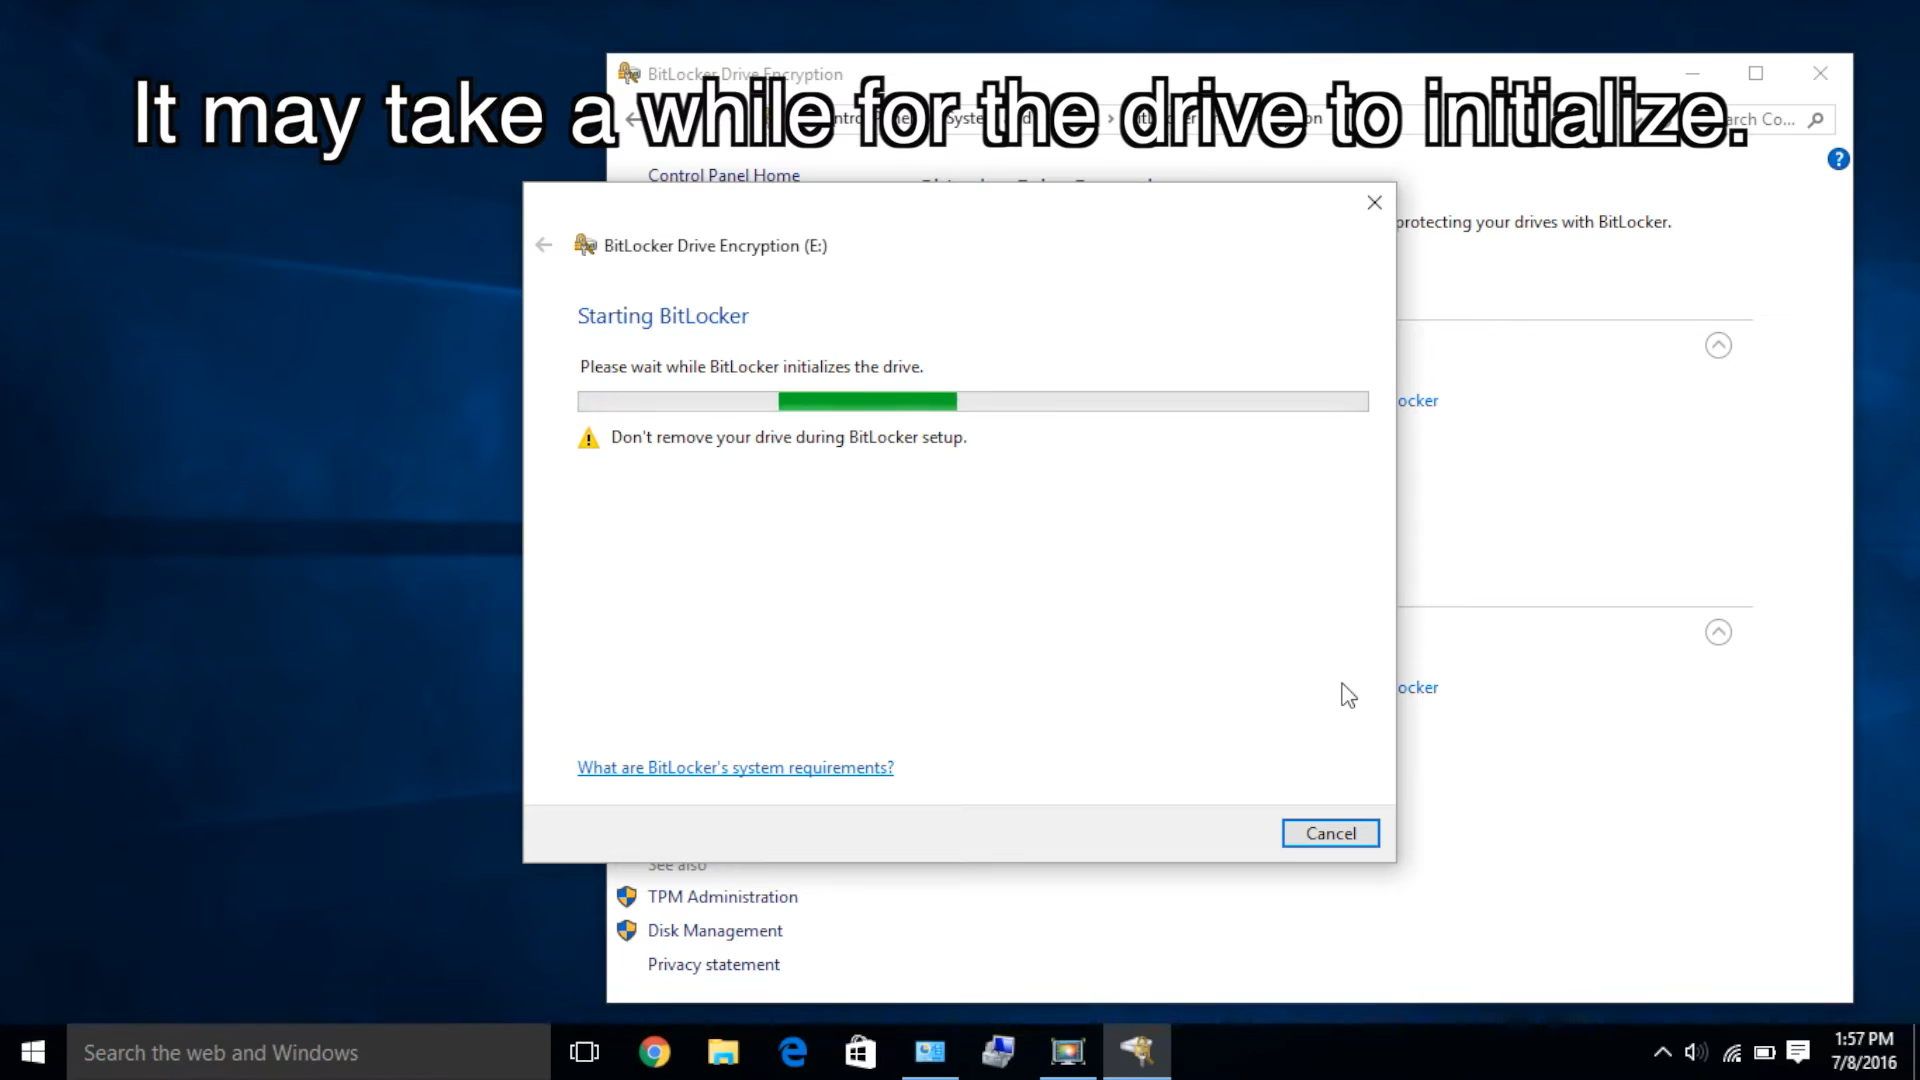 It may take a while for the drive to initialize.
BitLocker Drive Encryption
Control Panel Home
protecting your drives with BitLocker.
BitLocker Drive Encryption (E:)
Starting BitLocker
Please wait while BitLocker initializes the drive.
ocker
Don't remove your drive during BitLocker setup.
ocker
What are BitLocker's system requirements?
Cancel
See also
TPM Administration
Disk Management
Privacy statement
Search the web and Windows
1:57 PM
7/8/2016